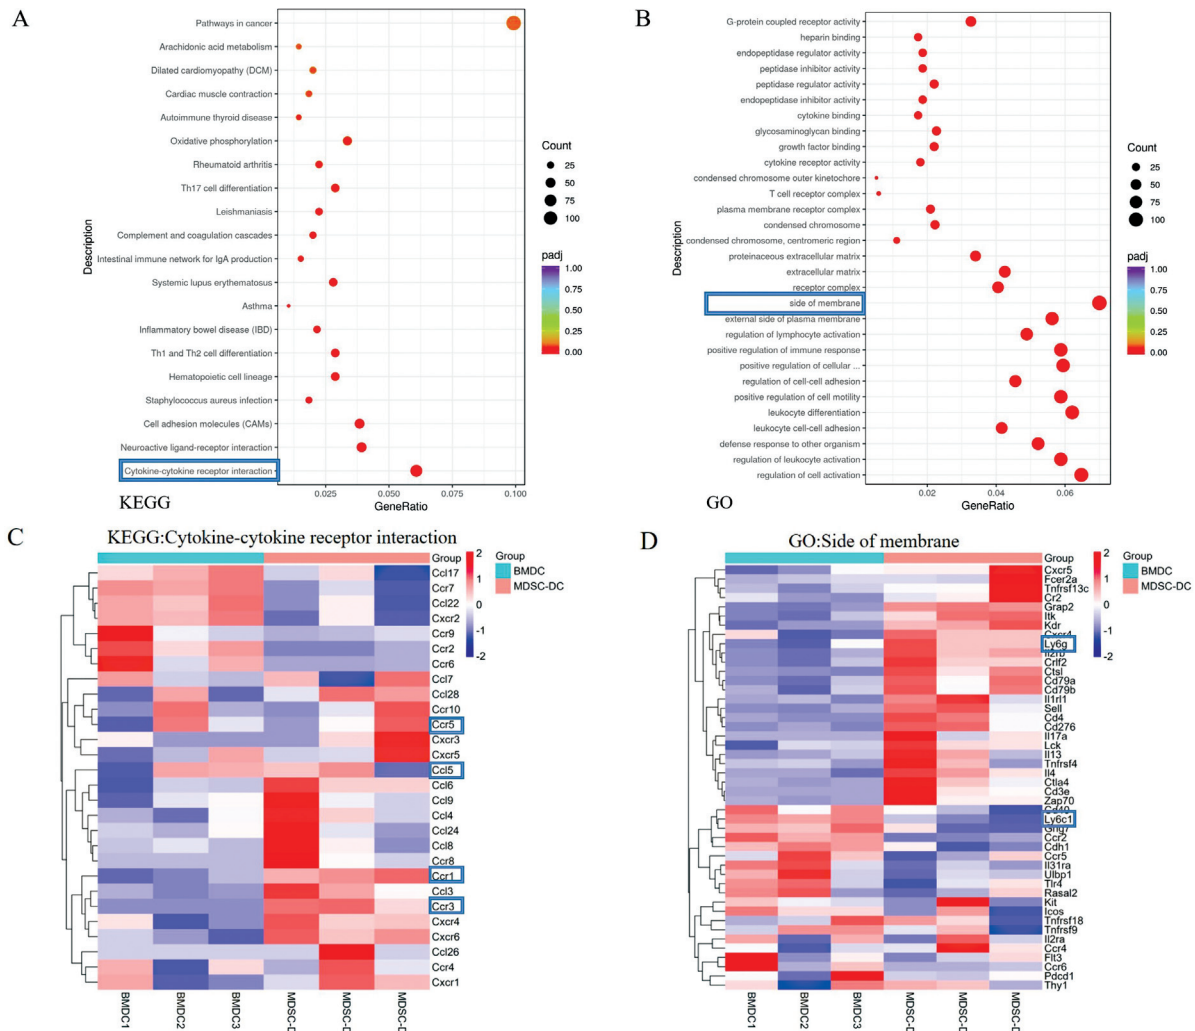 A
Pathways in cancer
Arachidonic acid metabolism
Dilated cardiomyopathy (DCM)
Cardiac muscle contraction
Autoimmune thyroid disease
Oxidative phosphorylation
Rheumatoid arthritis
Th17 cell differentiation
Leishmaniasis
Complement and coagulation cascades
Intestinal immune network for IgA production
Systemic lupus erythematosus
Asthma
Inflammatory bowel disease (IBD)
Th1 and Th2 cell differentiation
Hematopoietic cell lineage
Staphylococcus aureus infection
Cell adhesion molecules (CAMs)
Neuroactive ligand-receptor interaction
Cytokine-cytokine receptor interaction
Description
0.025 0.050 0.075 0.100
GeneRatio
KEGG
Count
25
50
75
100
padj
1.00
0.75
0.50
0.25
0.00
B
G-protein coupled receptor activity
heparin binding
endopeptidase regulator activity
peptidase inhibitor activity
peptidase regulator activity
endopeptidase inhibitor activity
cytokine binding
glycosaminoglycan binding
growth factor binding
cytokine receptor activity
condensed chromosome outer kinetochore
T cell receptor complex
plasma membrane receptor complex
condensed chromosome
condensed chromosome, centromeric region
proteinaceous extracellular matrix
extracellular matrix
receptor complex
side of membrane
external side of plasma membrane
regulation of lymphocyte activation
positive regulation of immune response
positive regulation of cellular ...
regulation of cell-cell adhesion
positive regulation of cell motility
leukocyte differentiation
leukocyte cell-cell adhesion
defense response to other organism
regulation of leukocyte activation
regulation of cell activation
Description
0.02 0.04 0.06
GeneRatio
GO
Count
25
50
75
100
padj
1.00
0.75
0.50
0.25
0.00
C
KEGG:Cytokine-cytokine receptor interaction
Group
Ccl17
Ccr7
Ccl22
Cxcr2
Ccr9
Ccr2
Ccr6
Ccl7
Ccl28
Ccr10
Ccr5
Cxcr3
Cxcr5
Ccl5
Ccl6
Ccl9
Ccl4
Ccl24
Ccl8
Ccr8
Ccr1
Ccl3
Ccr3
Cxcr4
Cxcr6
Ccl26
Ccr4
Cxcr1
BMDC1
BMDC2
BMDC3
MDSC-D
MDSC-D
MDSC-D
2
1
0
-1
-2
Group
BMDC
MDSC-DC
D
GO:Side of membrane
Group
Cxcr5
Fcer2a
Tnfrsf13c
Cr2
Grap2
Itk
Kdr
Cxcr4
Ly6g
Il2rb
Crlf2
Ctsl
Cd79a
Cd79b
Il1rl1
Sell
Cd4
Cd276
Il17a
Lck
Il13
Tnfrsf4
Il4
Ctla4
Cd3e
Zap70
Cd40
Ly6c1
Gng7
Ccr2
Cdh1
Ccr5
Il31ra
Ulbp1
Tlr4
Rasal2
Kit
Icos
Tnfrsf18
Tnfrsf9
Il2ra
Ccr4
Flt3
Ccr6
Pdcd1
Thy1
BMDC1
BMDC2
BMDC3
MDSC-D
MDSC-D
MDSC-D
2
1
0
-1
-2
Group
BMDC
MDSC-DC